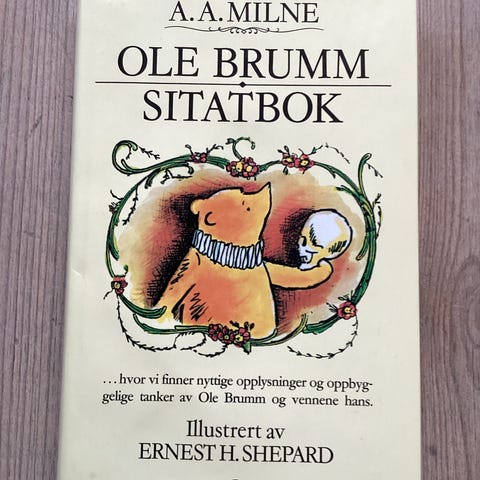 A. A. MILNE
OLE BRUMM
SITATBOK
...hvor vi finner nyttige opplysninger og oppbyg-
gelige tanker av Ole Brumm og vennene hans.
Illustrert av
ERNEST H. SHEPARD